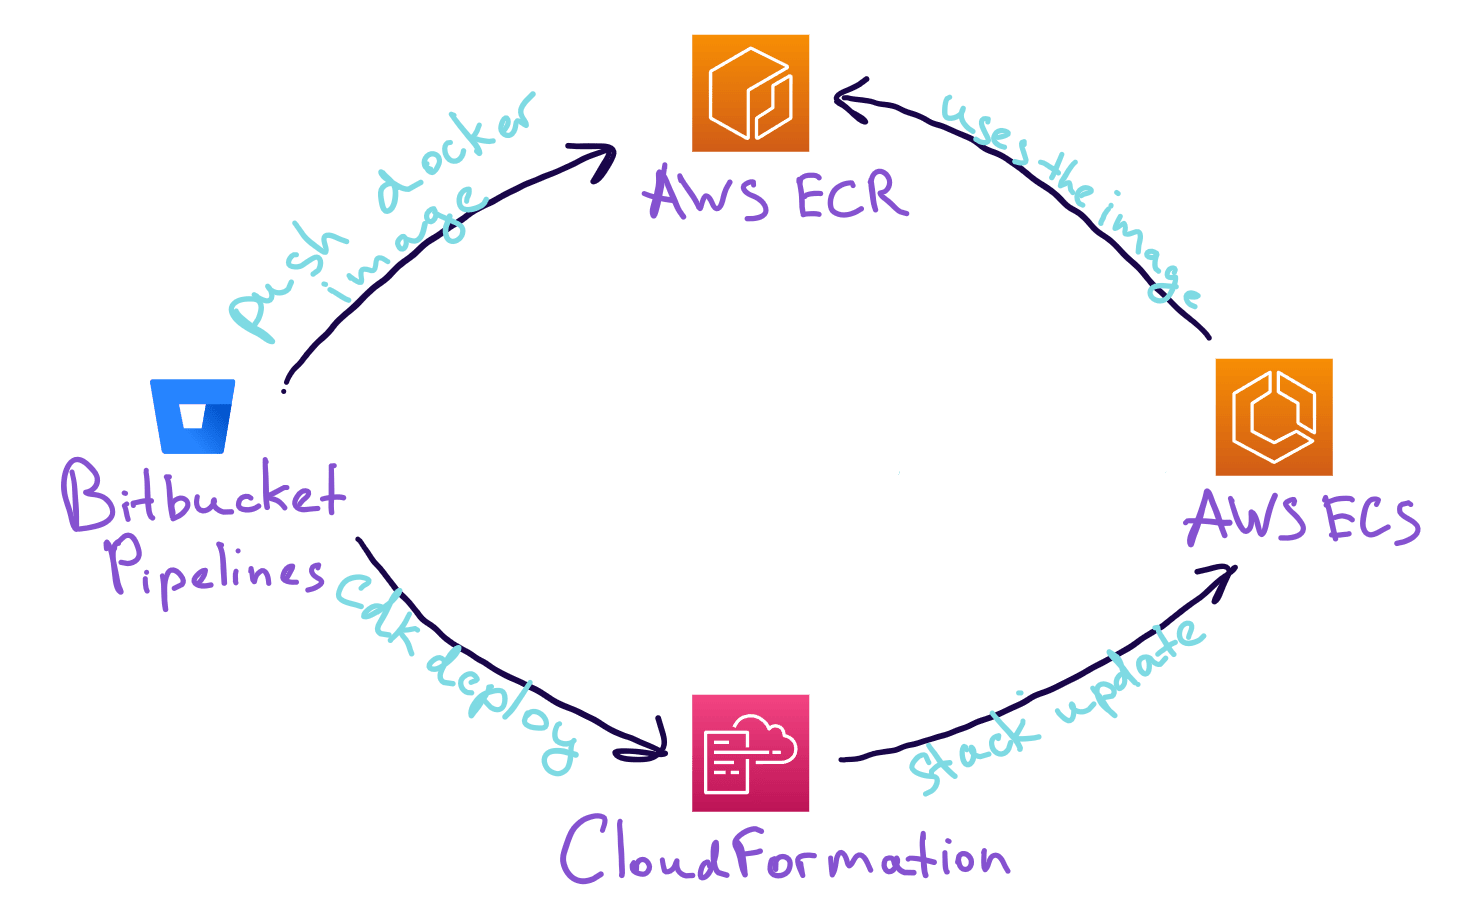 push docker
image
AWS ECR
uses the image
Bitbucket
Pipelines
AWS ECS
cdk deploy
stack update
CloudFormation